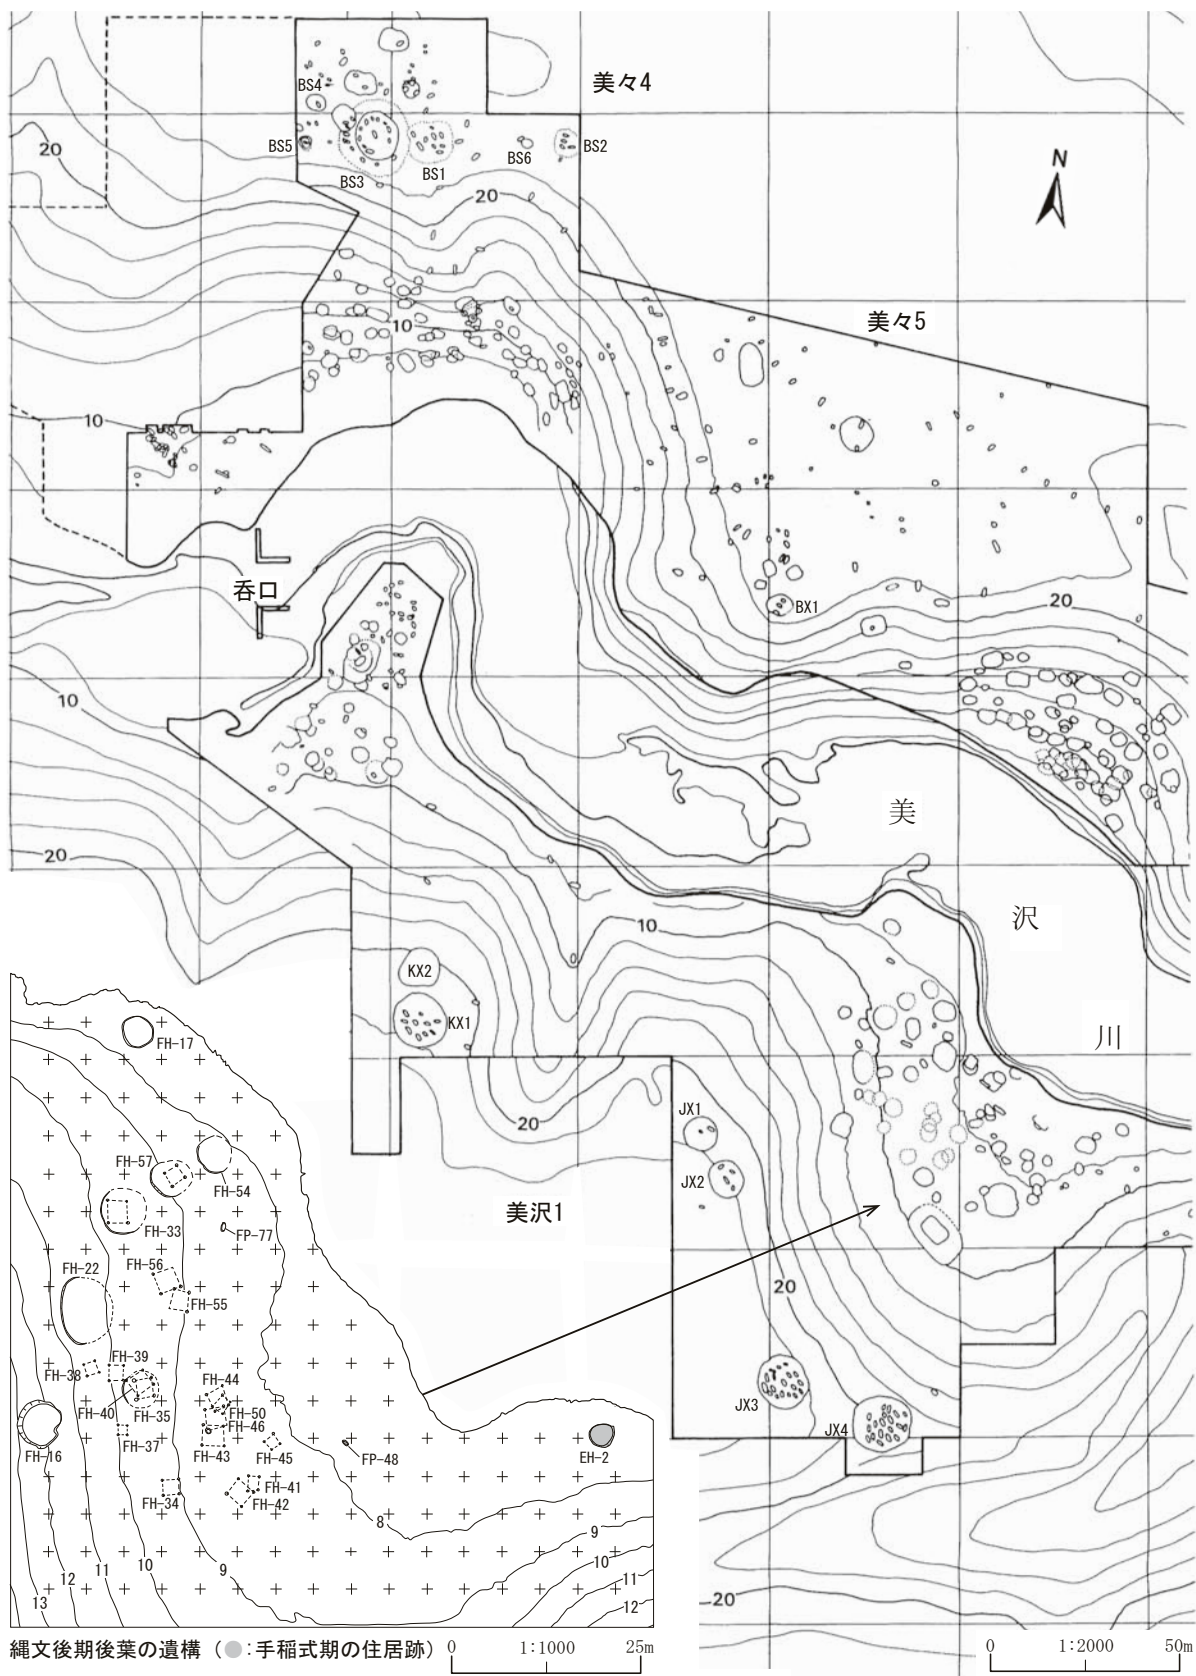 美々4
BS4
BS5
BS3
BS1
BS6
BS2
20
20
N
美々5
10
10
呑口
BX1
20
10
美
沢
川
20
10
KX2
KX1
20
JX1
JX2
美沢1
20
JX3
JX4
20
FH-17
FH-57
FH-54
FH-33
FP-77
FH-56
FH-22
FH-55
FH-39
FH-38
FH-44
FH-40
FH-50
FH-35
FH-46
FH-37
FH-16
FH-43
FH-45
FP-48
EH-2
FH-34
FH-41
FH-42
8
9
10
11
12
13
12
11
10
9
縄文後期後葉の遺構(●:手稲式期の住居跡)
0 1:1000 25m
0 1:2000 50m